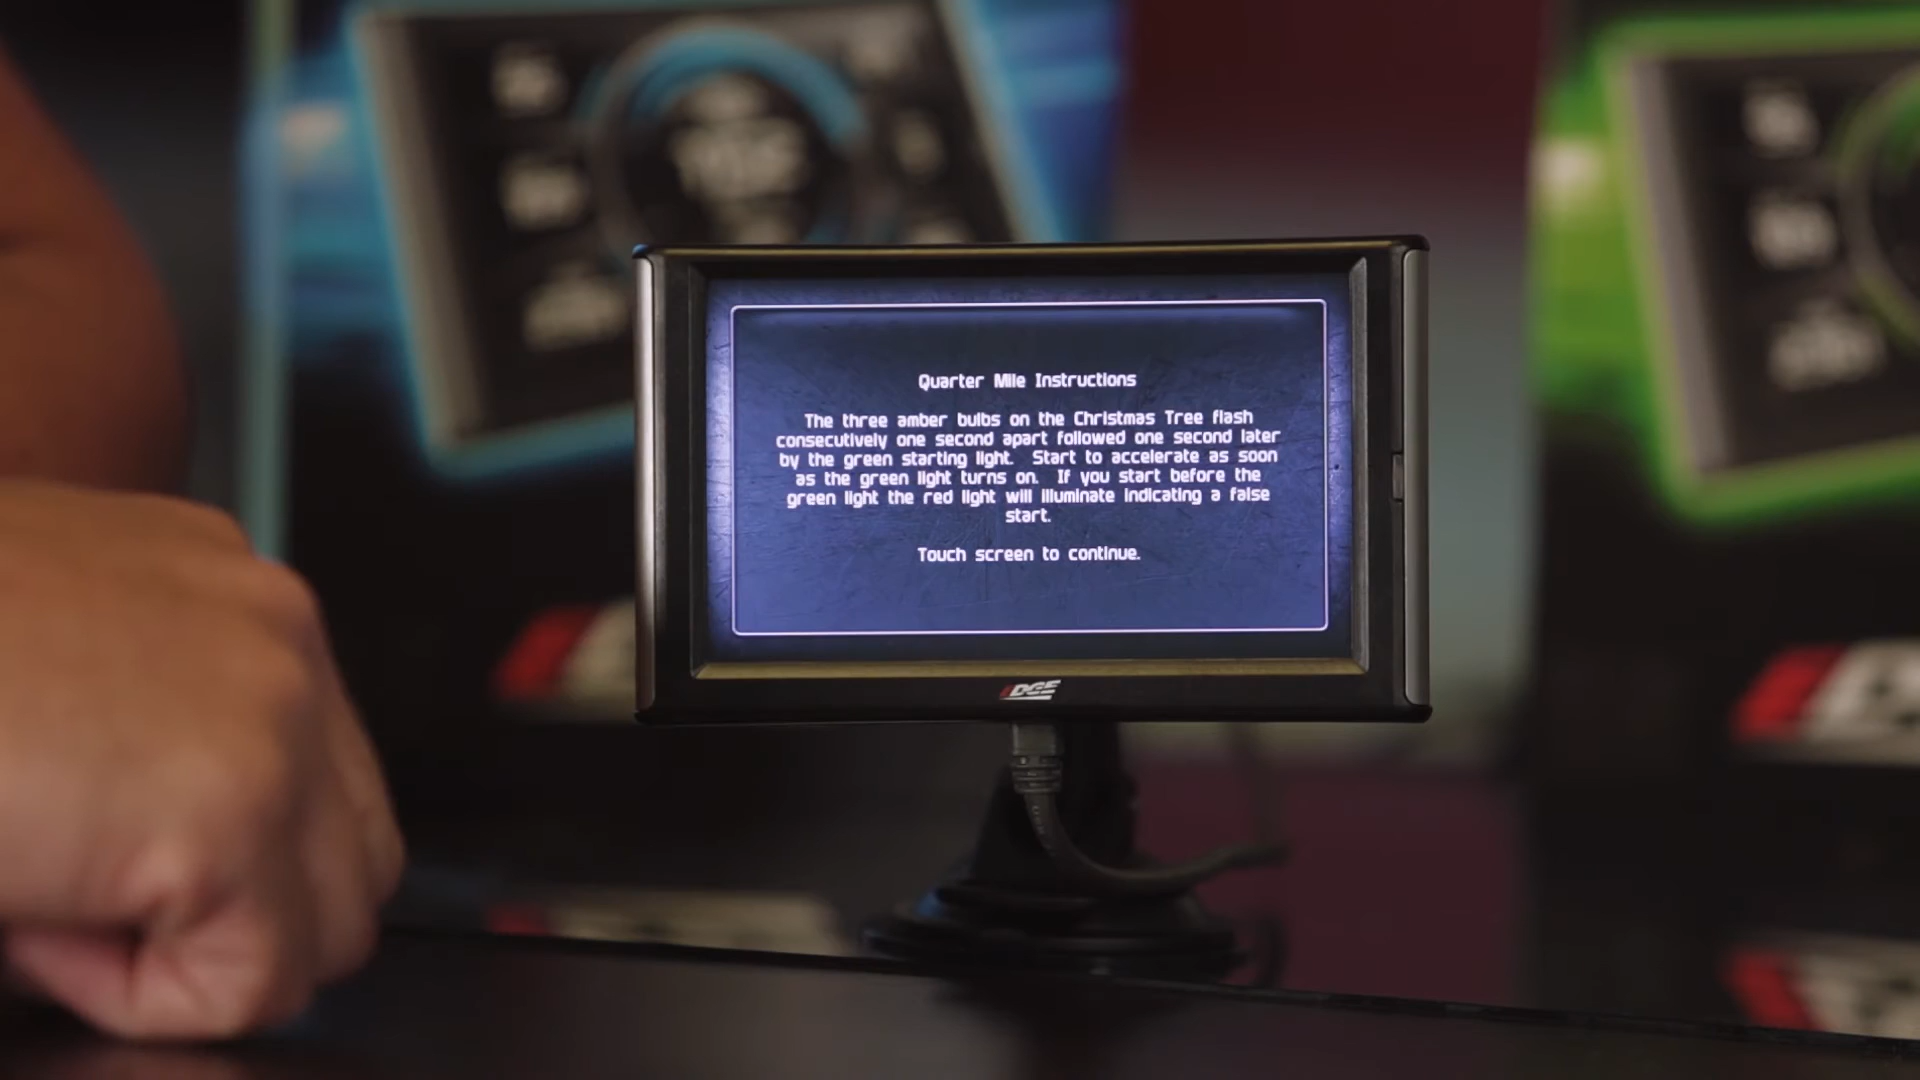 Quarter Mile Instructions
The three amber bulbs on the Christmas Tree flash
consecutively one second apart followed one second later
by the green starting light. Start to accelerate as soon
as the green light turns on. If you start before the
green light the red light will illuminate indicating a false
start.
Touch screen to continue.
EDGE